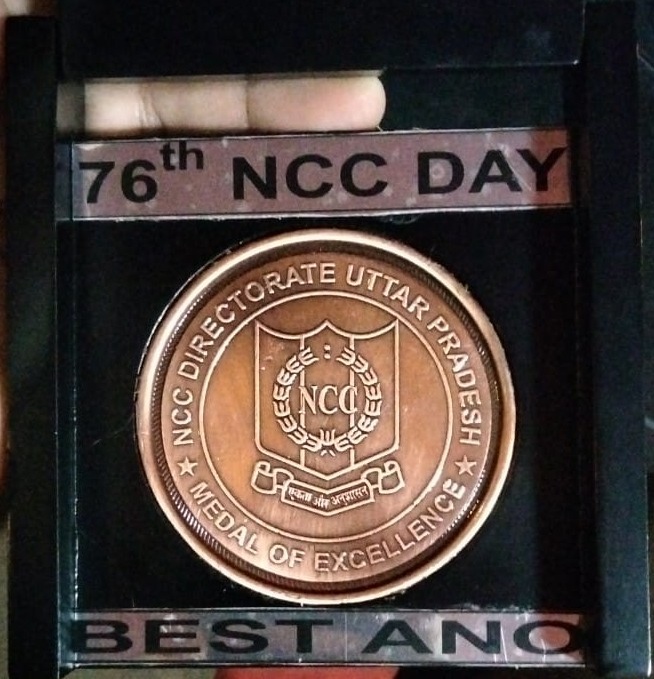 76th NCC DAY
NCC DIRECTORATE UTTAR PRADESH
NCC
एकता और अनुशासन
★ MEDAL OF EXCELLENCE ★
BEST ANO